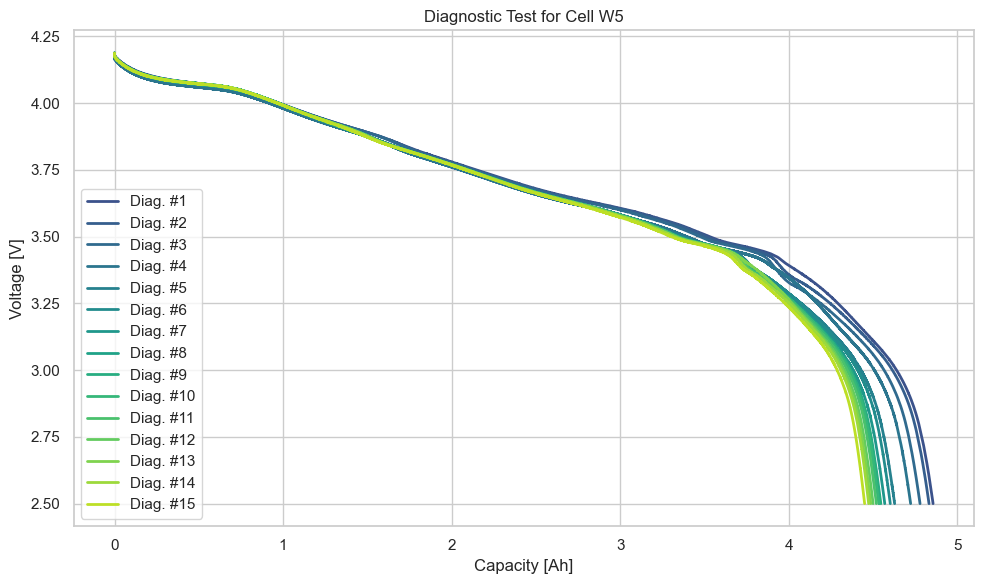 Diagnostic Test for Cell W5
4.25
4.00
3.75
3.50
3.25
3.00
2.75
2.50
Voltage [V]
Diag. #1
Diag. #2
Diag. #3
Diag. #4
Diag. #5
Diag. #6
Diag. #7
Diag. #8
Diag. #9
Diag. #10
Diag. #11
Diag. #12
Diag. #13
Diag. #14
Diag. #15
0 1 2 3 4 5
Capacity [Ah]